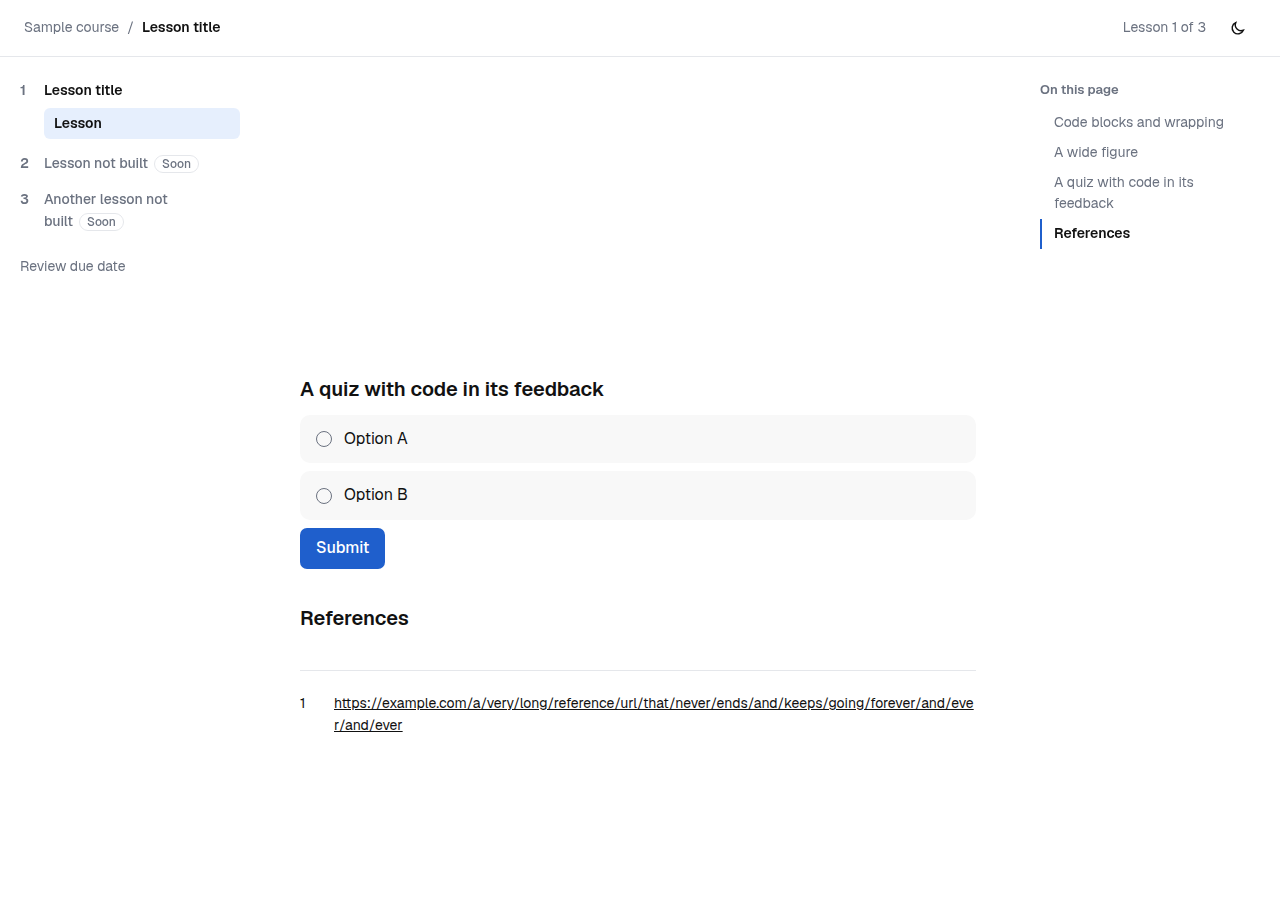 Sample course / Lesson title
Lesson 1 of 3
1 Lesson title
Lesson
2 Lesson not built Soon
3 Another lesson not
built Soon
Review due date
A quiz with code in its feedback
Option A
Option B
Submit
References
1 https://example.com/a/very/long/reference/url/that/never/ends/and/keeps/going/forever/and/eve
r/and/ever
On this page
Code blocks and wrapping
A wide figure
A quiz with code in its
feedback
References